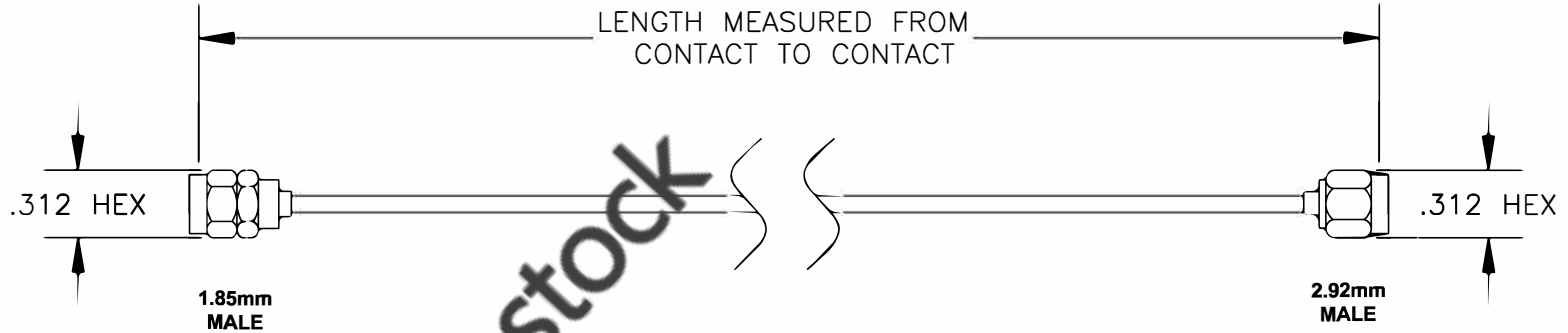 LENGTH MEASURED FROM
CONTACT TO CONTACT
.312 HEX
.312 HEX
stock
1.85mm
MALE
2.92mm
MALE